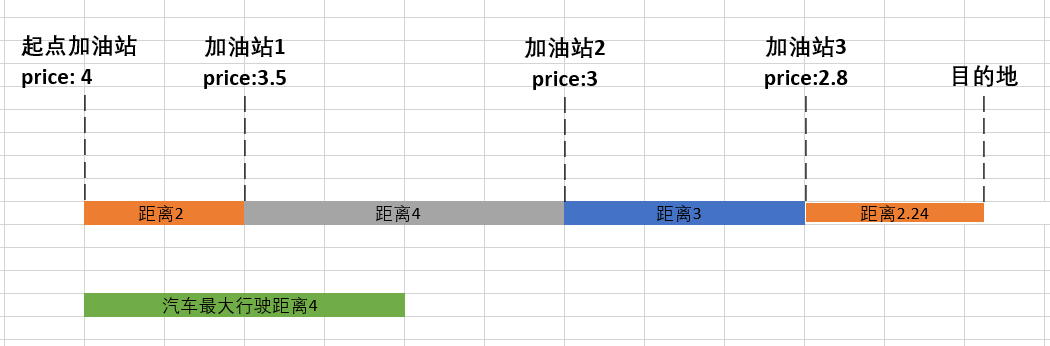 起点加油站
price: 4
加油站1
price:3.5
加油站2
price:3
加油站3
price:2.8
目的地
距离2
距离4
距离3
距离2.24
汽车最大行驶距离4